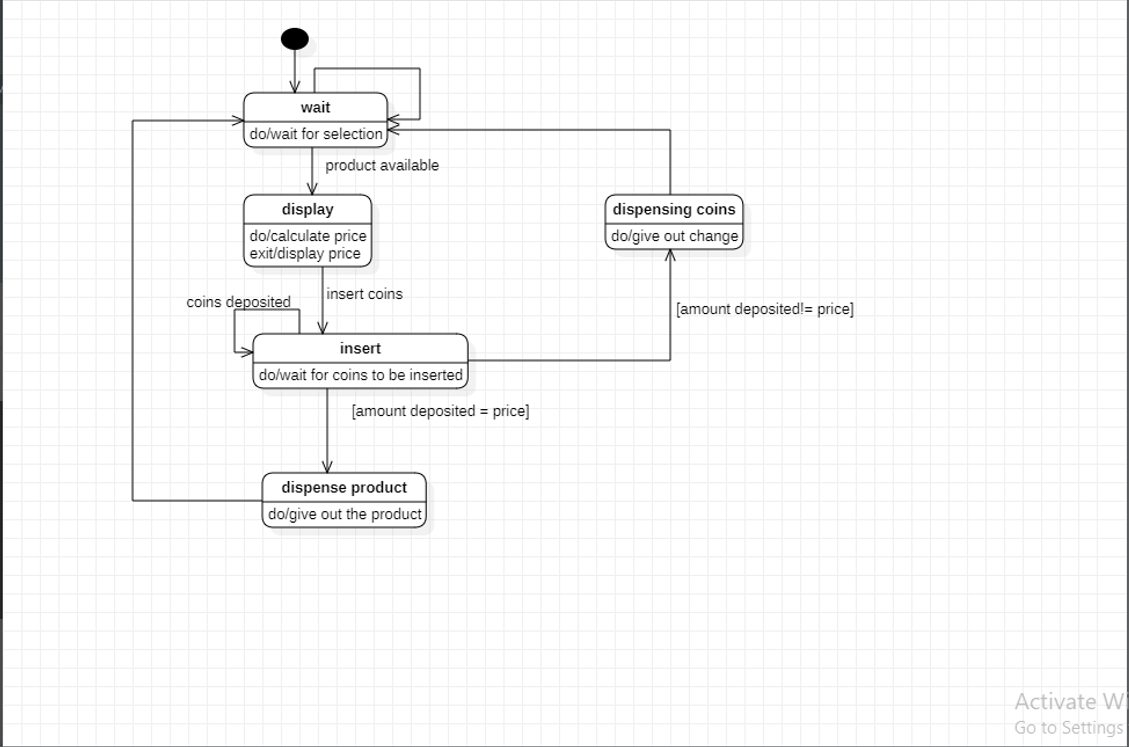 wait
do/wait for selection
product available
display
do/calculate price
exit/display price
dispensing coins
do/give out change
insert coins
coins deposited
[amount deposited!= price]
insert
do/wait for coins to be inserted
[amount deposited = price]
dispense product
do/give out the product
Activate Wi
Go to Settings